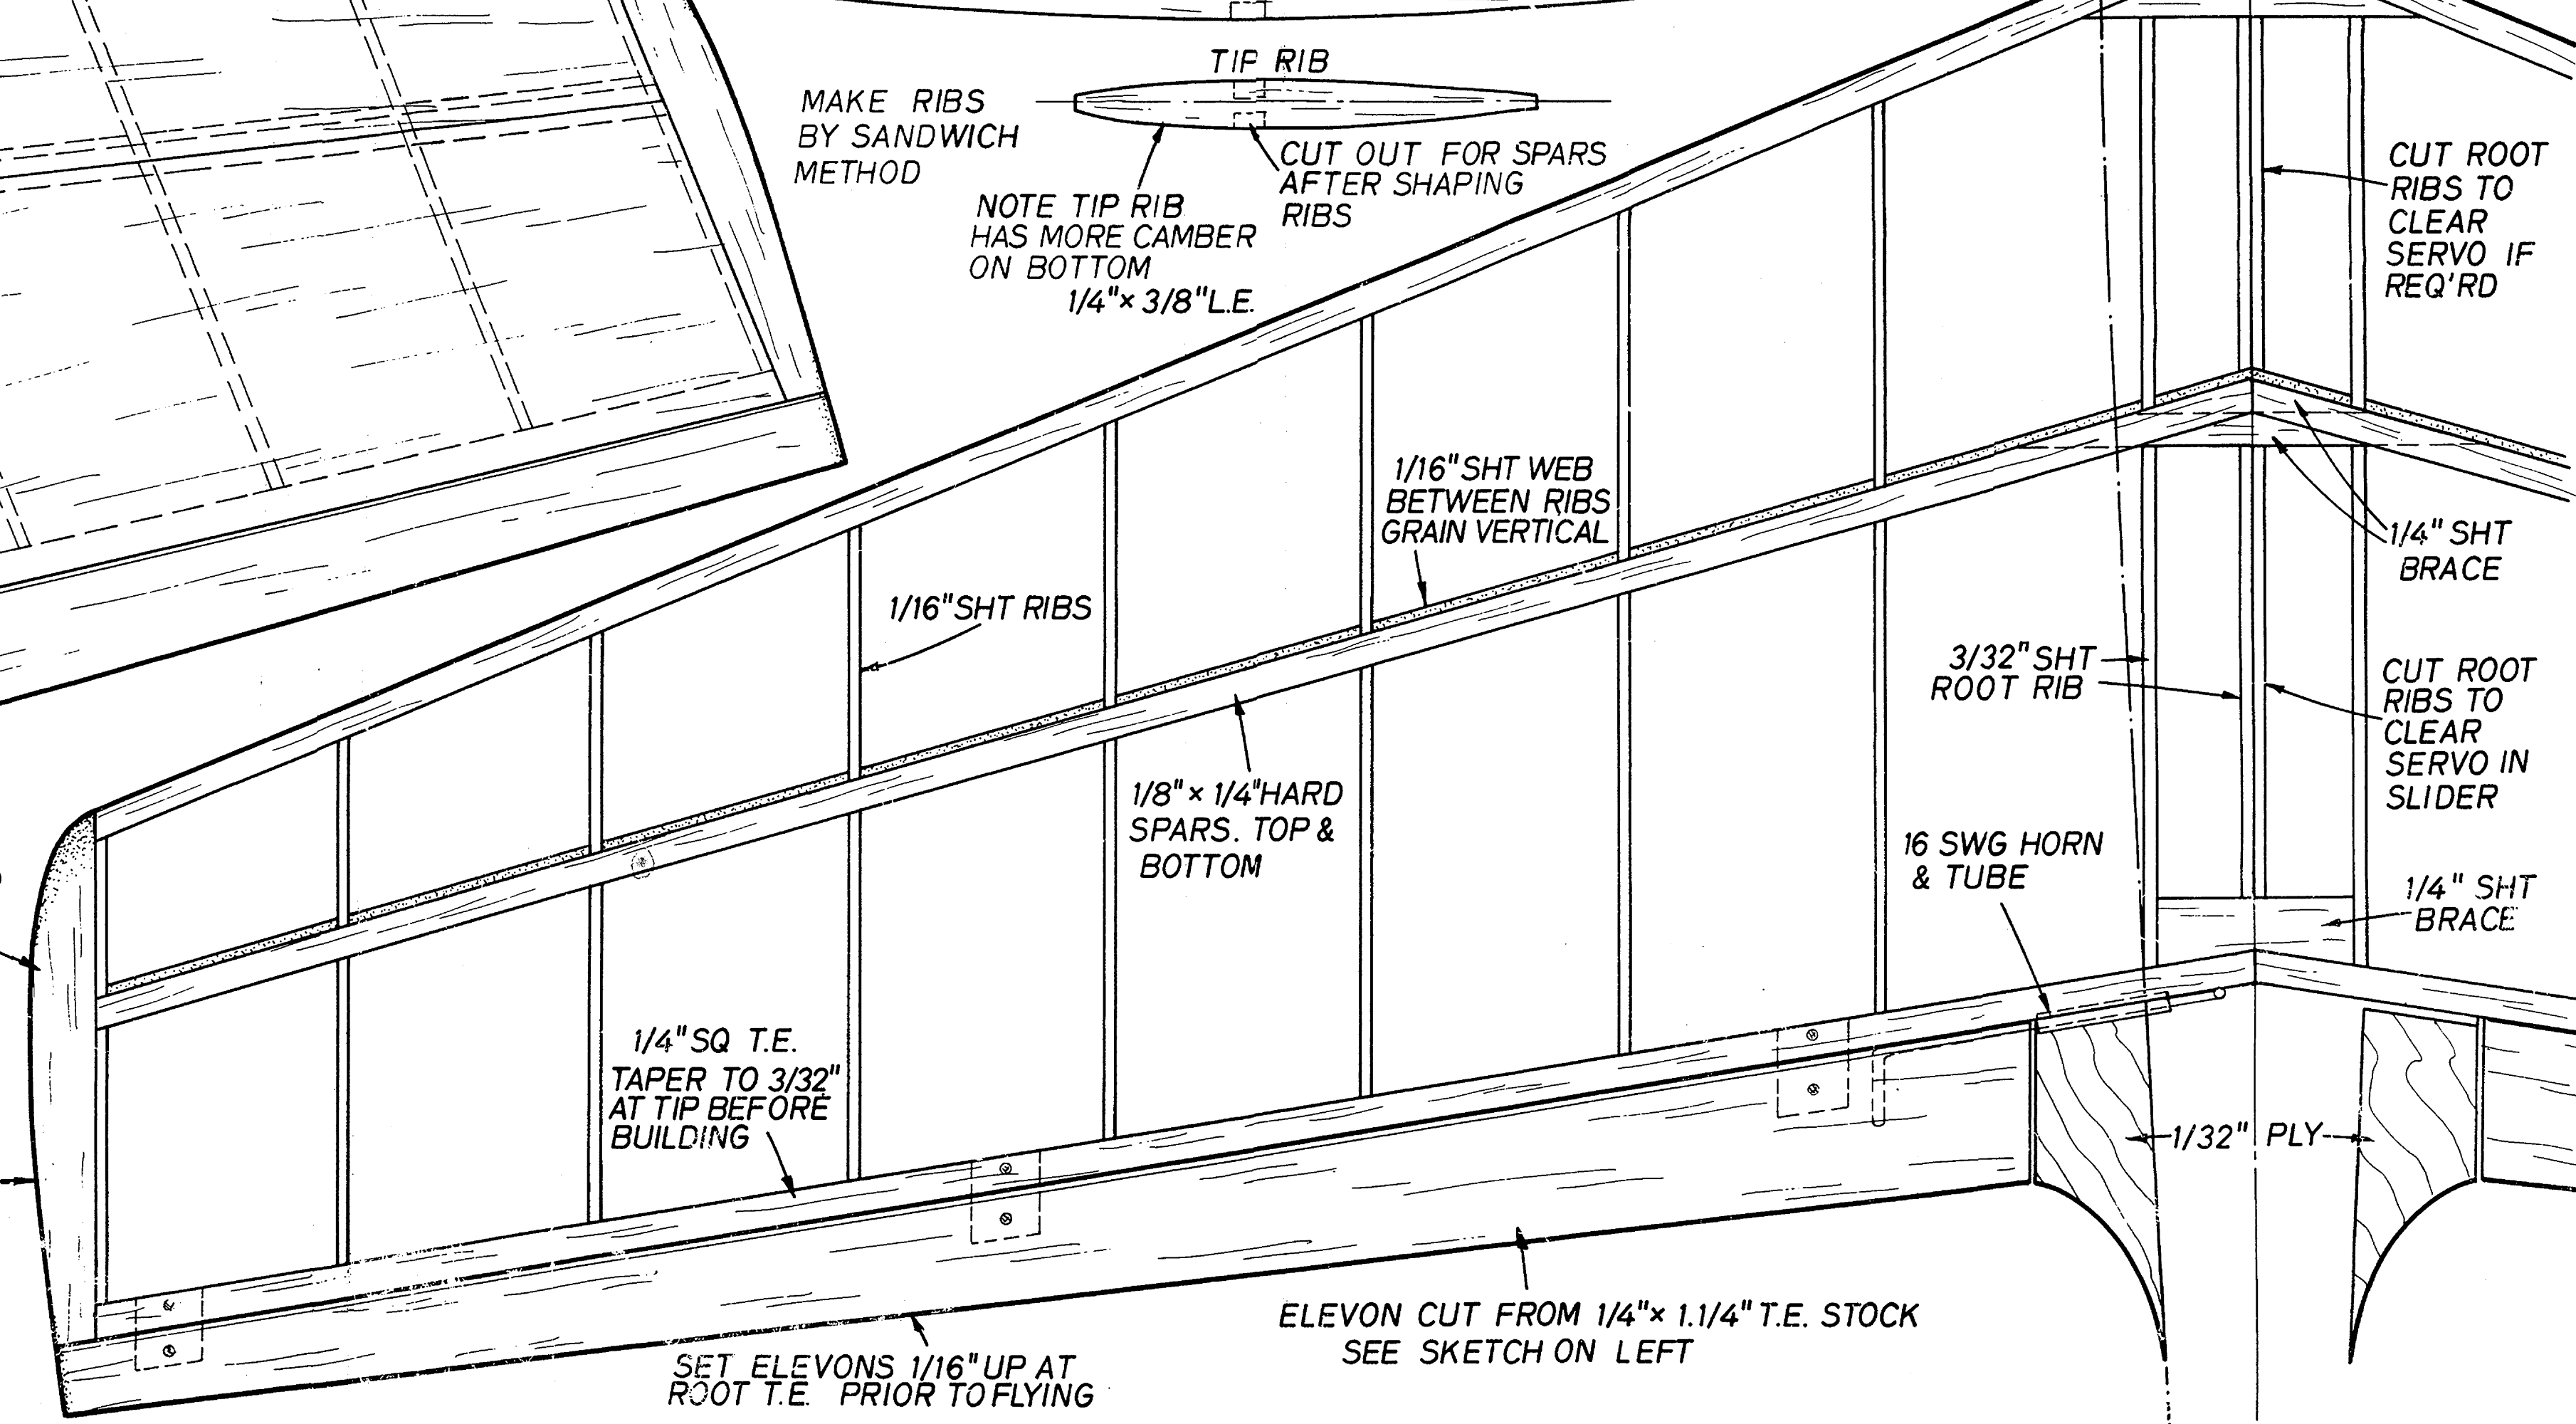 TIP RIB
MAKE RIBS
BY SANDWICH
METHOD
CUT OUT FOR SPARS
AFTER SHAPING
RIBS
NOTE TIP RIB
HAS MORE CAMBER
ON BOTTOM
1/4"× 3/8"L.E.
CUT ROOT
RIBS TO
CLEAR
SERVO IF
REQ'RD
1/16"SHT WEB
BETWEEN RIBS
GRAIN VERTICAL
1/4" SHT
BRACE
1/16"SHT RIBS
3/32"SHT
ROOT RIB
CUT ROOT
RIBS TO
CLEAR
SERVO IN
SLIDER
1/8"× 1/4"HARD
SPARS. TOP &
BOTTOM
16 SWG HORN
& TUBE
1/4" SHT
BRACE
1/4"SQ T.E.
TAPER TO 3/32"
AT TIP BEFORE
BUILDING
1/32" PLY
ELEVON CUT FROM 1/4"× 1.1/4"T.E. STOCK
SEE SKETCH ON LEFT
SET ELEVONS 1/16"UP AT
ROOT T.E. PRIOR TO FLYING